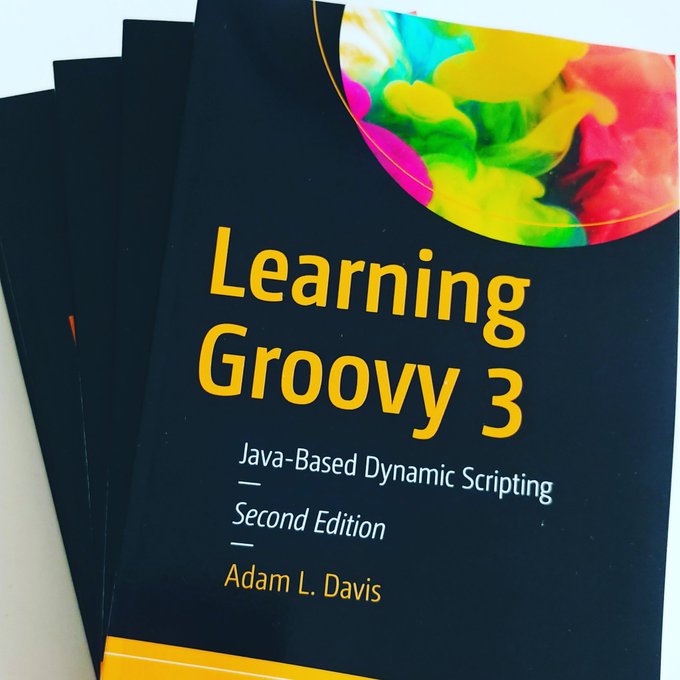 Learning
Groovy 3
Java-Based Dynamic Scripting
Second Edition
Adam L. Davis